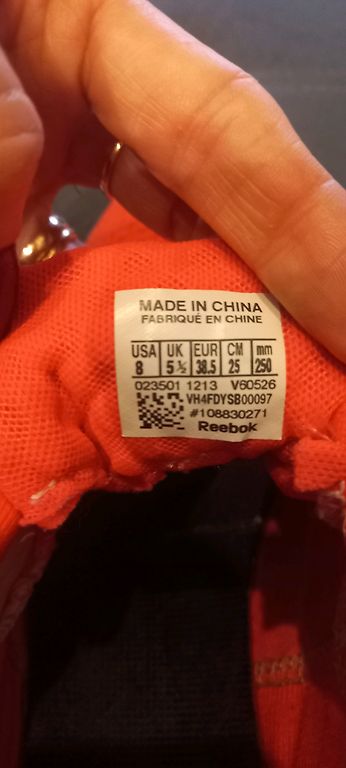 MADE IN CHINA
FABRIQUÉ EN CHINE
USA UK EUR CM mm
8 5 ½ 38.5 25 250
023501 1213 V60526
VH4FDYSB00097
#108830271
Reebok